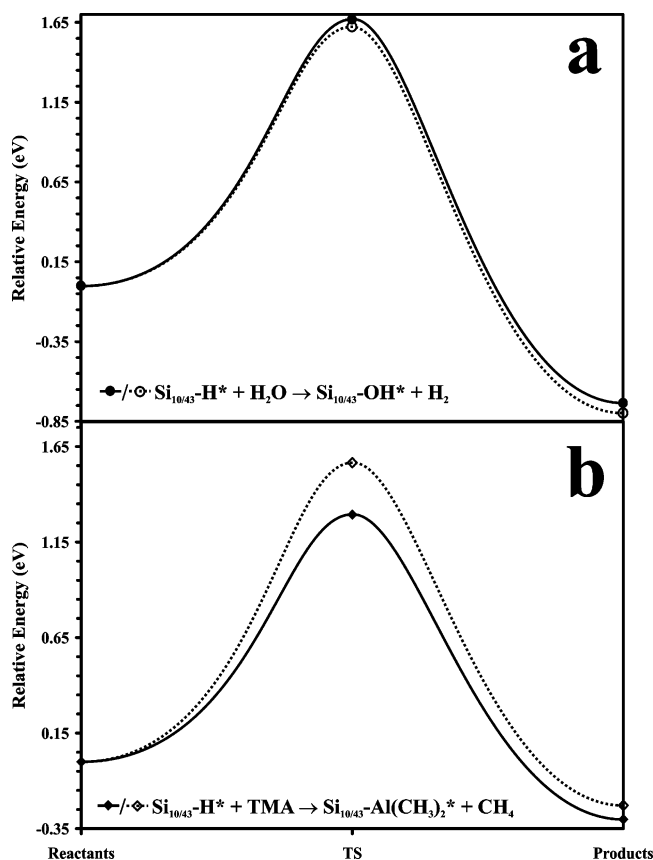 1.65
a
1.15
0.65
0.15
-0.35
-0.85
Relative Energy (eV)
Si10/43-H* + H2O → Si10/43-OH* + H2
1.65
b
1.15
0.65
0.15
-0.35
Relative Energy (eV)
Si10/43-H* + TMA → Si10/43-Al(CH3)2* + CH4
Reactants TS Products